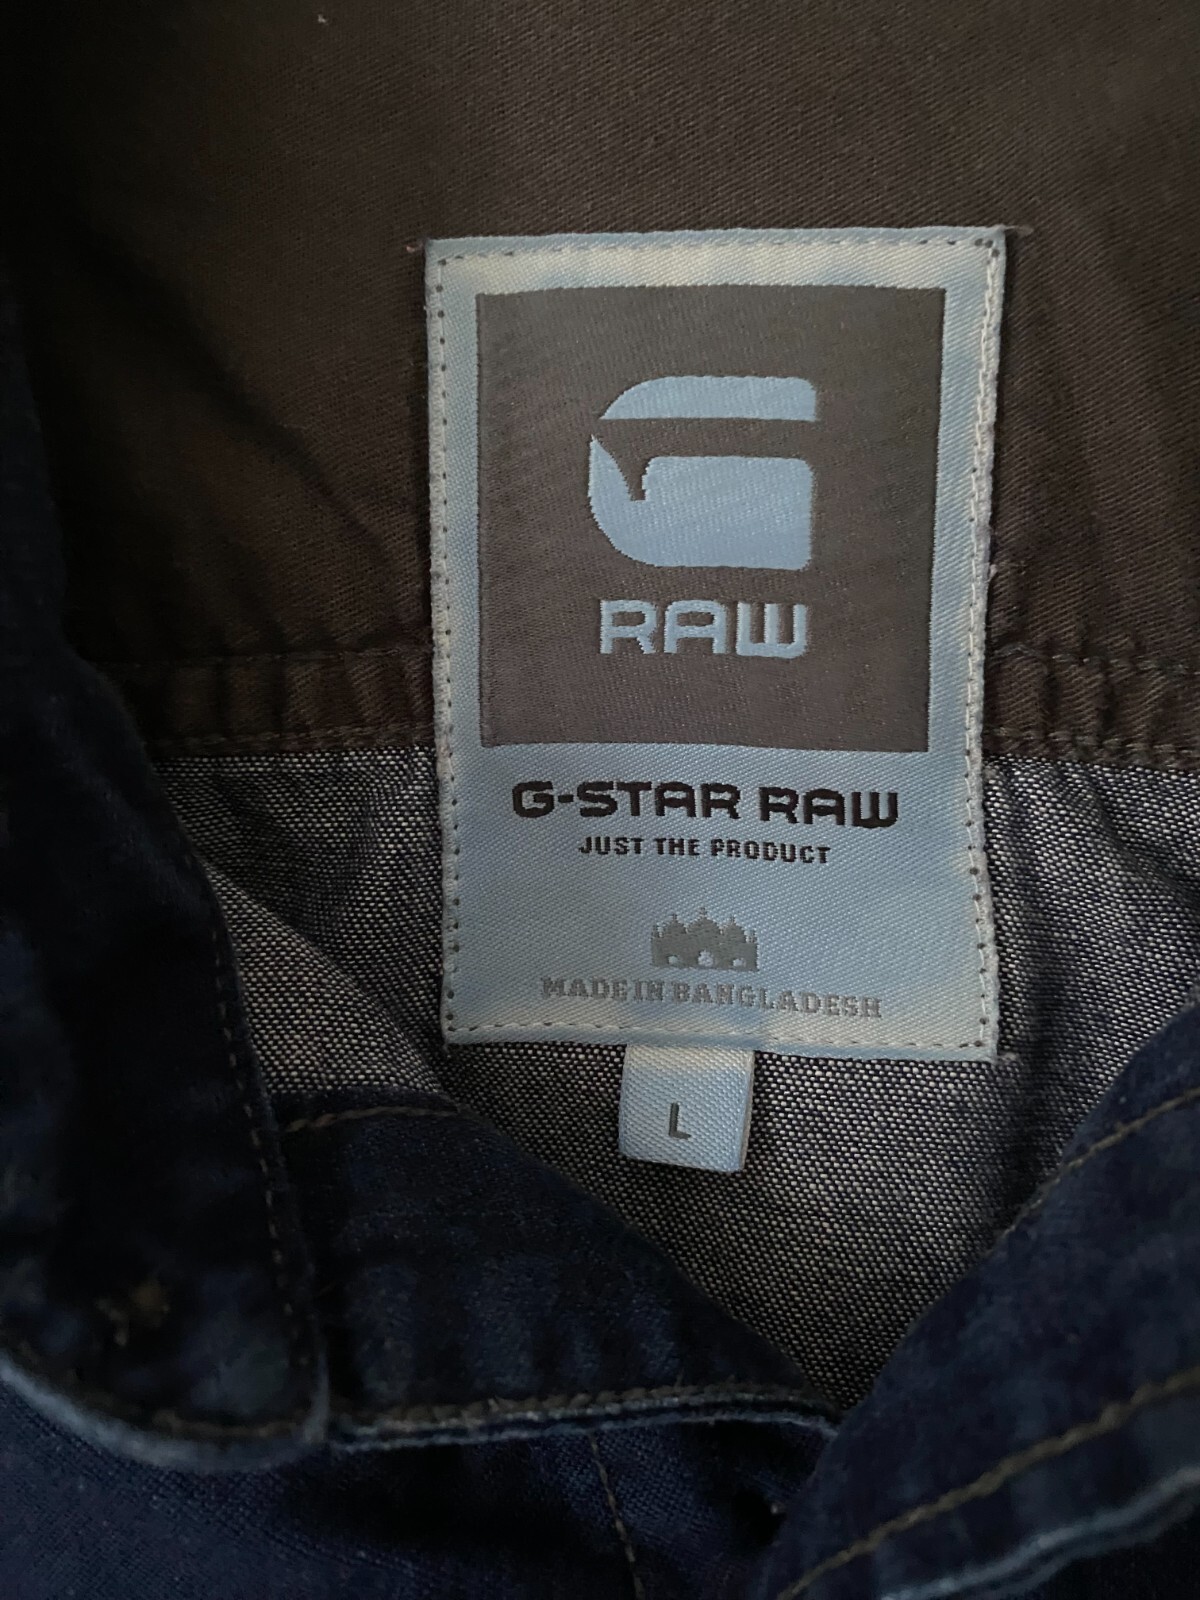 G
RAW
G-STAR RAW
JUST THE PRODUCT
MADE IN BANGLADESH
L